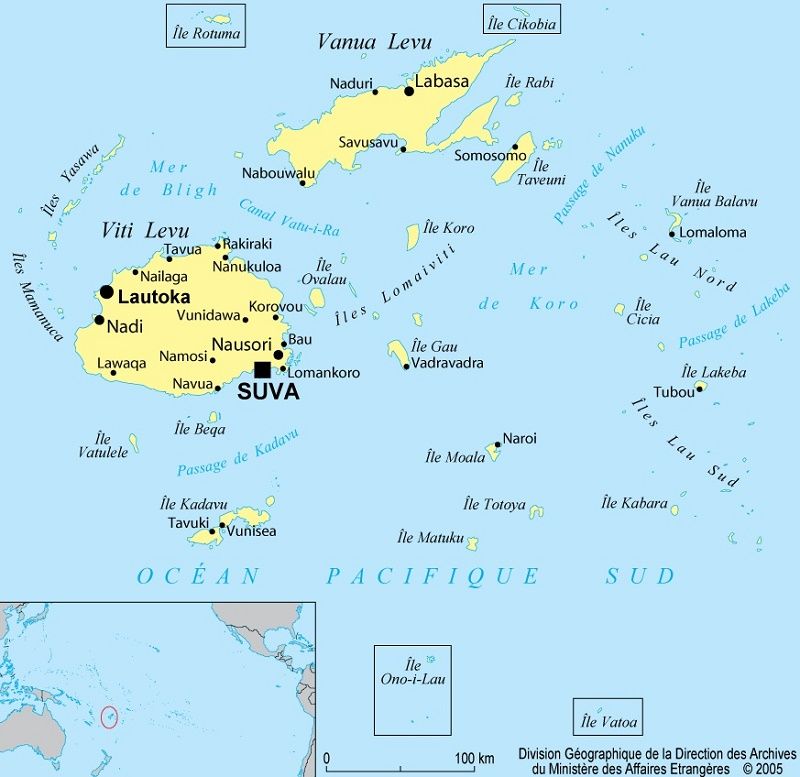 Île Rotuma
Île Cikobia
Vanua Levu
Naduri
Labasa
Île Rabi
Savusavu
Somosomo
Île
Taveuni
Nabouwalu
Îles Yasawa
Mer
de Bligh
Canal Vatu-i-Ra
Passage de Nanuku
Île
Vanua Balavu
Lomaloma
Îles Lau Nord
Viti Levu
Tavua
Rakiraki
Nanukuloa
Nailaga
Île Koro
Île
Ovalau
Îles Lomaiviti
Mer
de Koro
Îles Mamanuca
Lautoka
Nadi
Vunidawa
Korovou
Bau
Nausori
Namosi
Lawaqa
Lomankoro
Navua
SUVA
Île Gau
Vadravadra
Île
Cicia
Passage de Lakeba
Île Lakeba
Tubou
Îles Lau Sud
Île Beqa
Île
Vatulele
Passage de Kadavu
Naroi
Île Moala
Île Kadavu
Tavuki
Vunisea
Île Totoya
Île Matuku
Île Kabara
OCÉAN PACIFIQUE SUD
Île
Ono-i-Lau
Île Vatoa
0 100 km
Division Géographique de la Direction des Archives
du Ministère des Affaires Etrangères © 2005